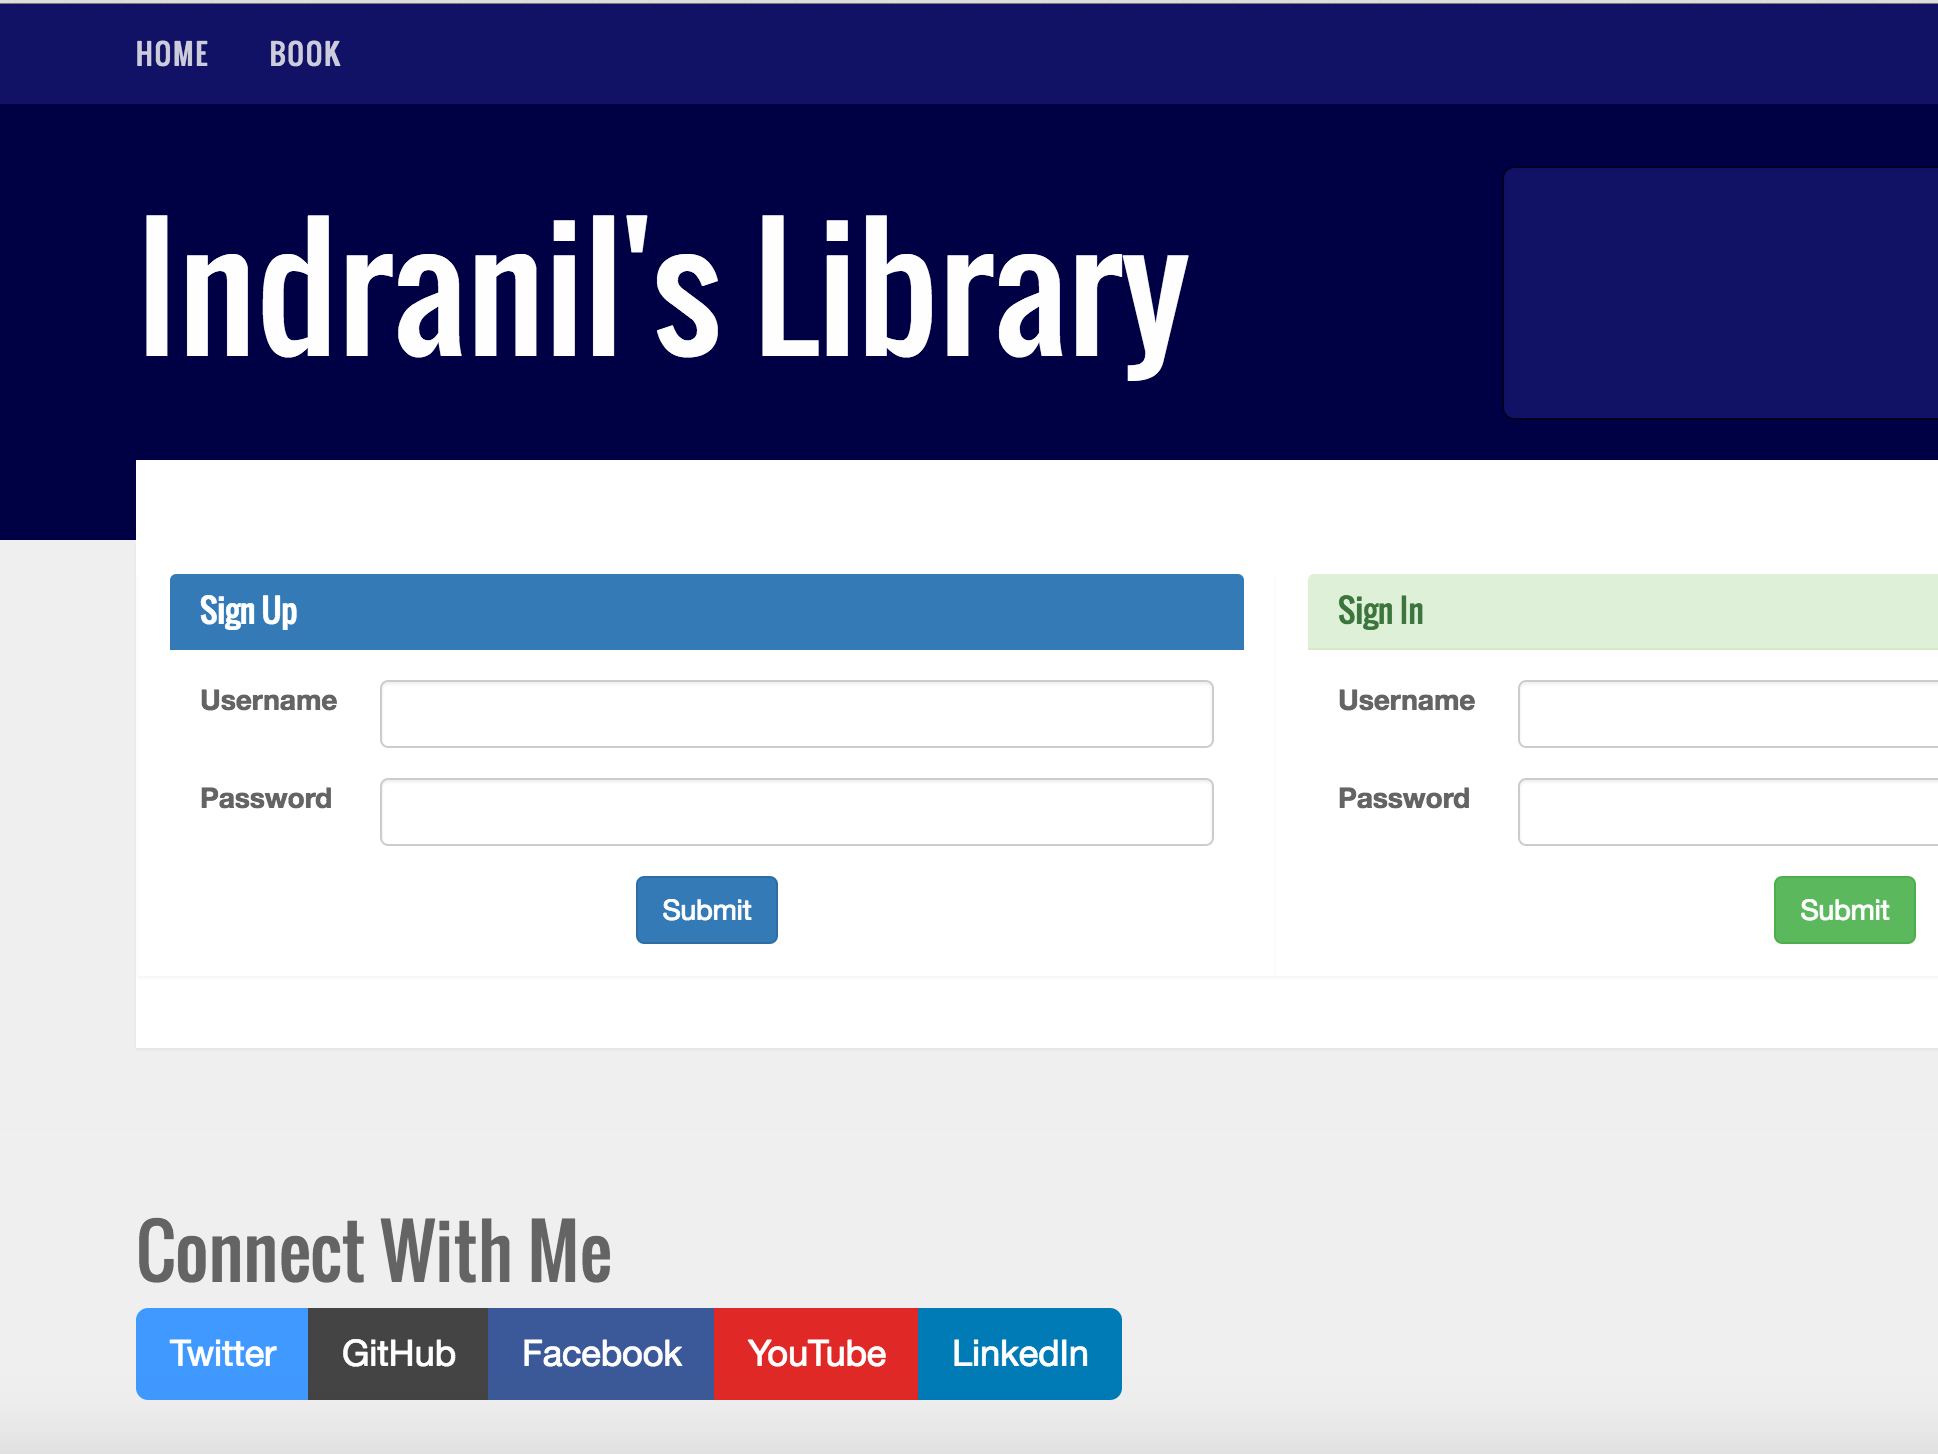 HOME BOOK
Indranil's Library
Sign Up
Username
Password
Submit
Sign In
Username
Password
Submit
Connect With Me
Twitter GitHub Facebook YouTube LinkedIn